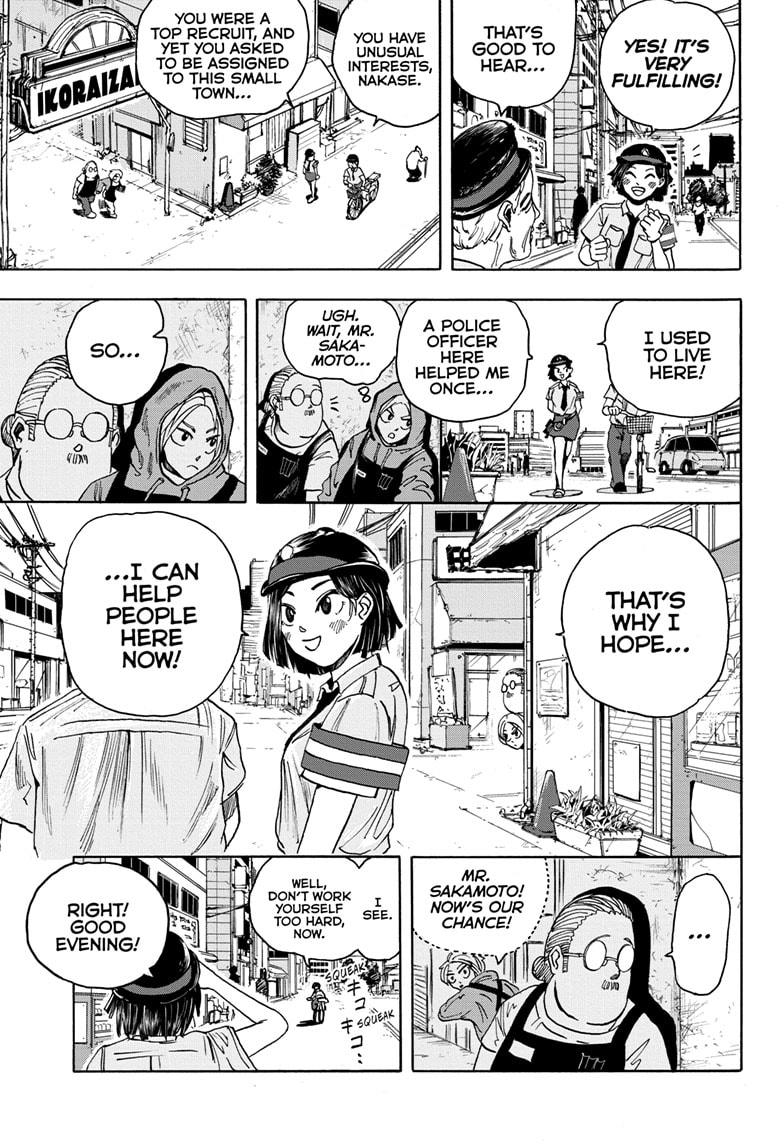 YES! IT'S
VERY
FULFILLING!
THAT'S
GOOD TO
HEAR...
YOU HAVE
UNUSUAL
INTERESTS,
NAKASE.
YOU WERE A
TOP RECRUIT, AND
YET YOU ASKED
TO BE ASSIGNED
TO THIS SMALL
TOWN...
IKORAIZA
I USED
TO LIVE
HERE!
A POLICE
OFFICER
HERE
HELPED ME
ONCE...
UGH.
WAIT, MR.
SAKA-
MOTO...
SO...
THAT'S
WHY I
HOPE...
...I CAN
HELP
PEOPLE
HERE
NOW!
...
MR.
SAKAMOTO!
NOW'S OUR
CHANCE!
I
SEE.
WELL,
DON'T WORK
YOURSELF
TOO HARD,
NOW.
SQUEAK
キコ
SQUEAK
キコ...
RIGHT!
GOOD
EVENING!